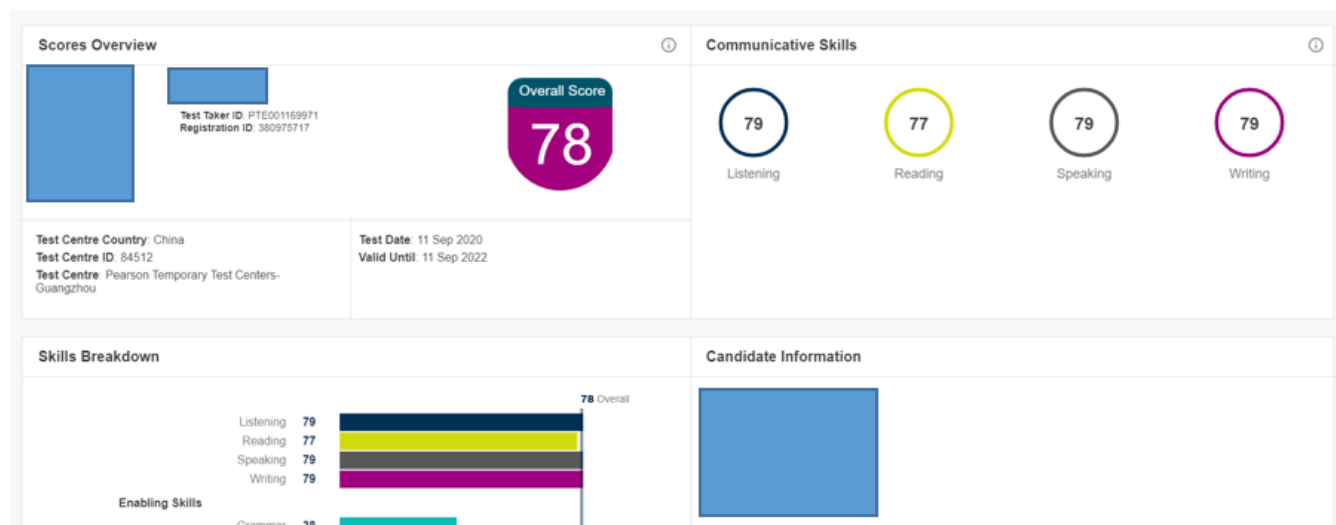 Scores Overview
Test Taker ID: PTE001169971
Registration ID: 380975717
Overall Score
78
Test Centre Country: China
Test Centre ID: 84512
Test Centre: Pearson Temporary Test Centers-
Guangzhou
Test Date: 11 Sep 2020
Valid Until: 11 Sep 2022
Communicative Skills
79
Listening
77
Reading
79
Speaking
79
Writing
Skills Breakdown
78 Overall
Listening 79
Reading 77
Speaking 79
Writing 79
Enabling Skills
Grammar 38
Candidate Information